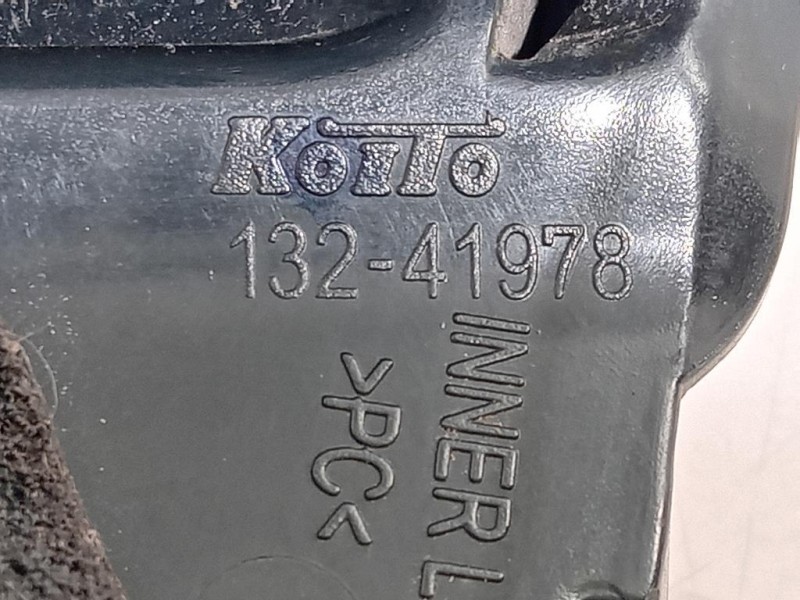 KoiTo
132-41978
INNER L
>PC<